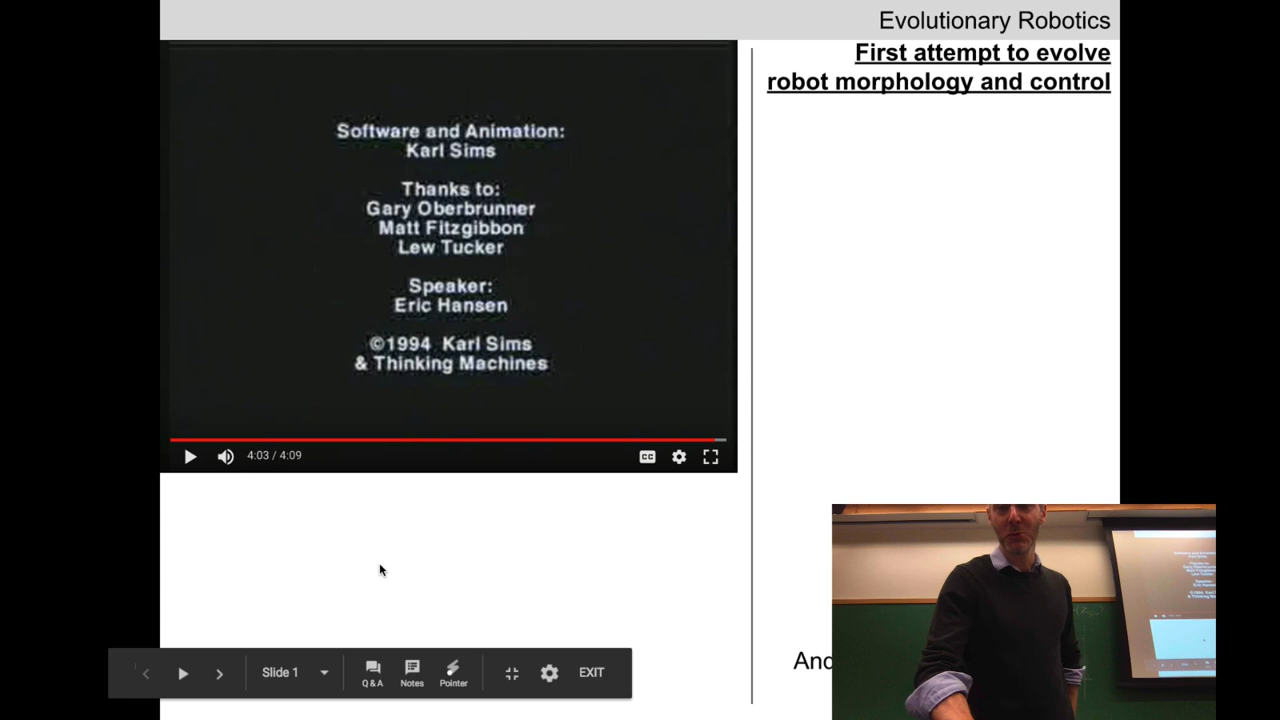 Evolutionary Robotics
First attempt to evolve
robot morphology and control
Software and Animation:
Karl Sims
Thanks to:
Gary Oberbrunner
Matt Fitzgibbon
Lew Tucker
Speaker:
Eric Hansen
©1994 Karl Sims
& Thinking Machines
4:03 / 4:09
CC
Slide 1
Q & A
Notes
Pointer
EXIT